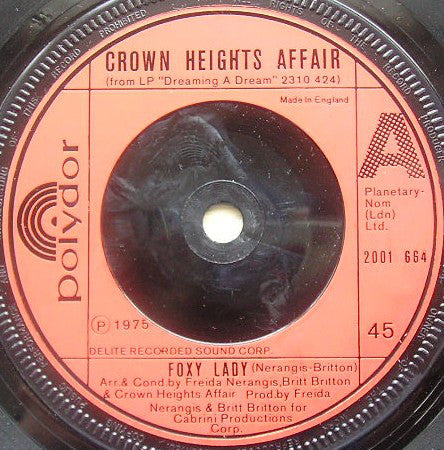 CROWN HEIGHTS AFFAIR
(from LP "Dreaming A Dream" 2310 424)
Made in England
A
polydor
Planetary-
Nom
(Ldn)
Ltd.
2001 664
Ⓟ 1975
45
DELITE RECORDED SOUND CORP.
FOXY LADY (Nerangis-Britton)
Arr.& Cond.by Freida Nerangis,Britt Britton
& Crown Heights Affair Prod.by Freida
Nerangis & Britt Britton for
Cabrini Productions
Corp.